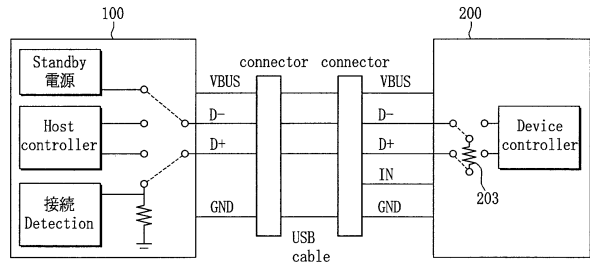 100
200
Standby
電源
connector
connector
VBUS
VBUS
D-
D-
Host
controller
Device
controller
D+
D+
IN
203
接続
Detection
GND
GND
USB
cable